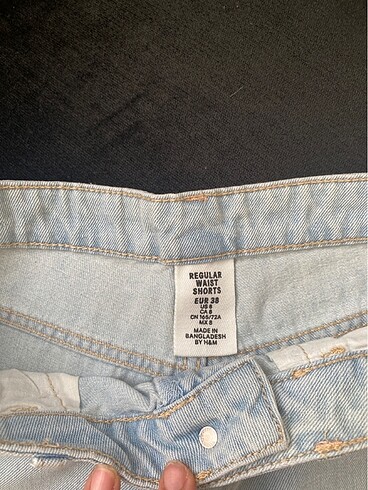 REGULAR
WAIST
SHORTS
EUR 38
US 8
CA 8
CN 165/72A
MX 8
MADE IN
BANGLADESH
BY H&M